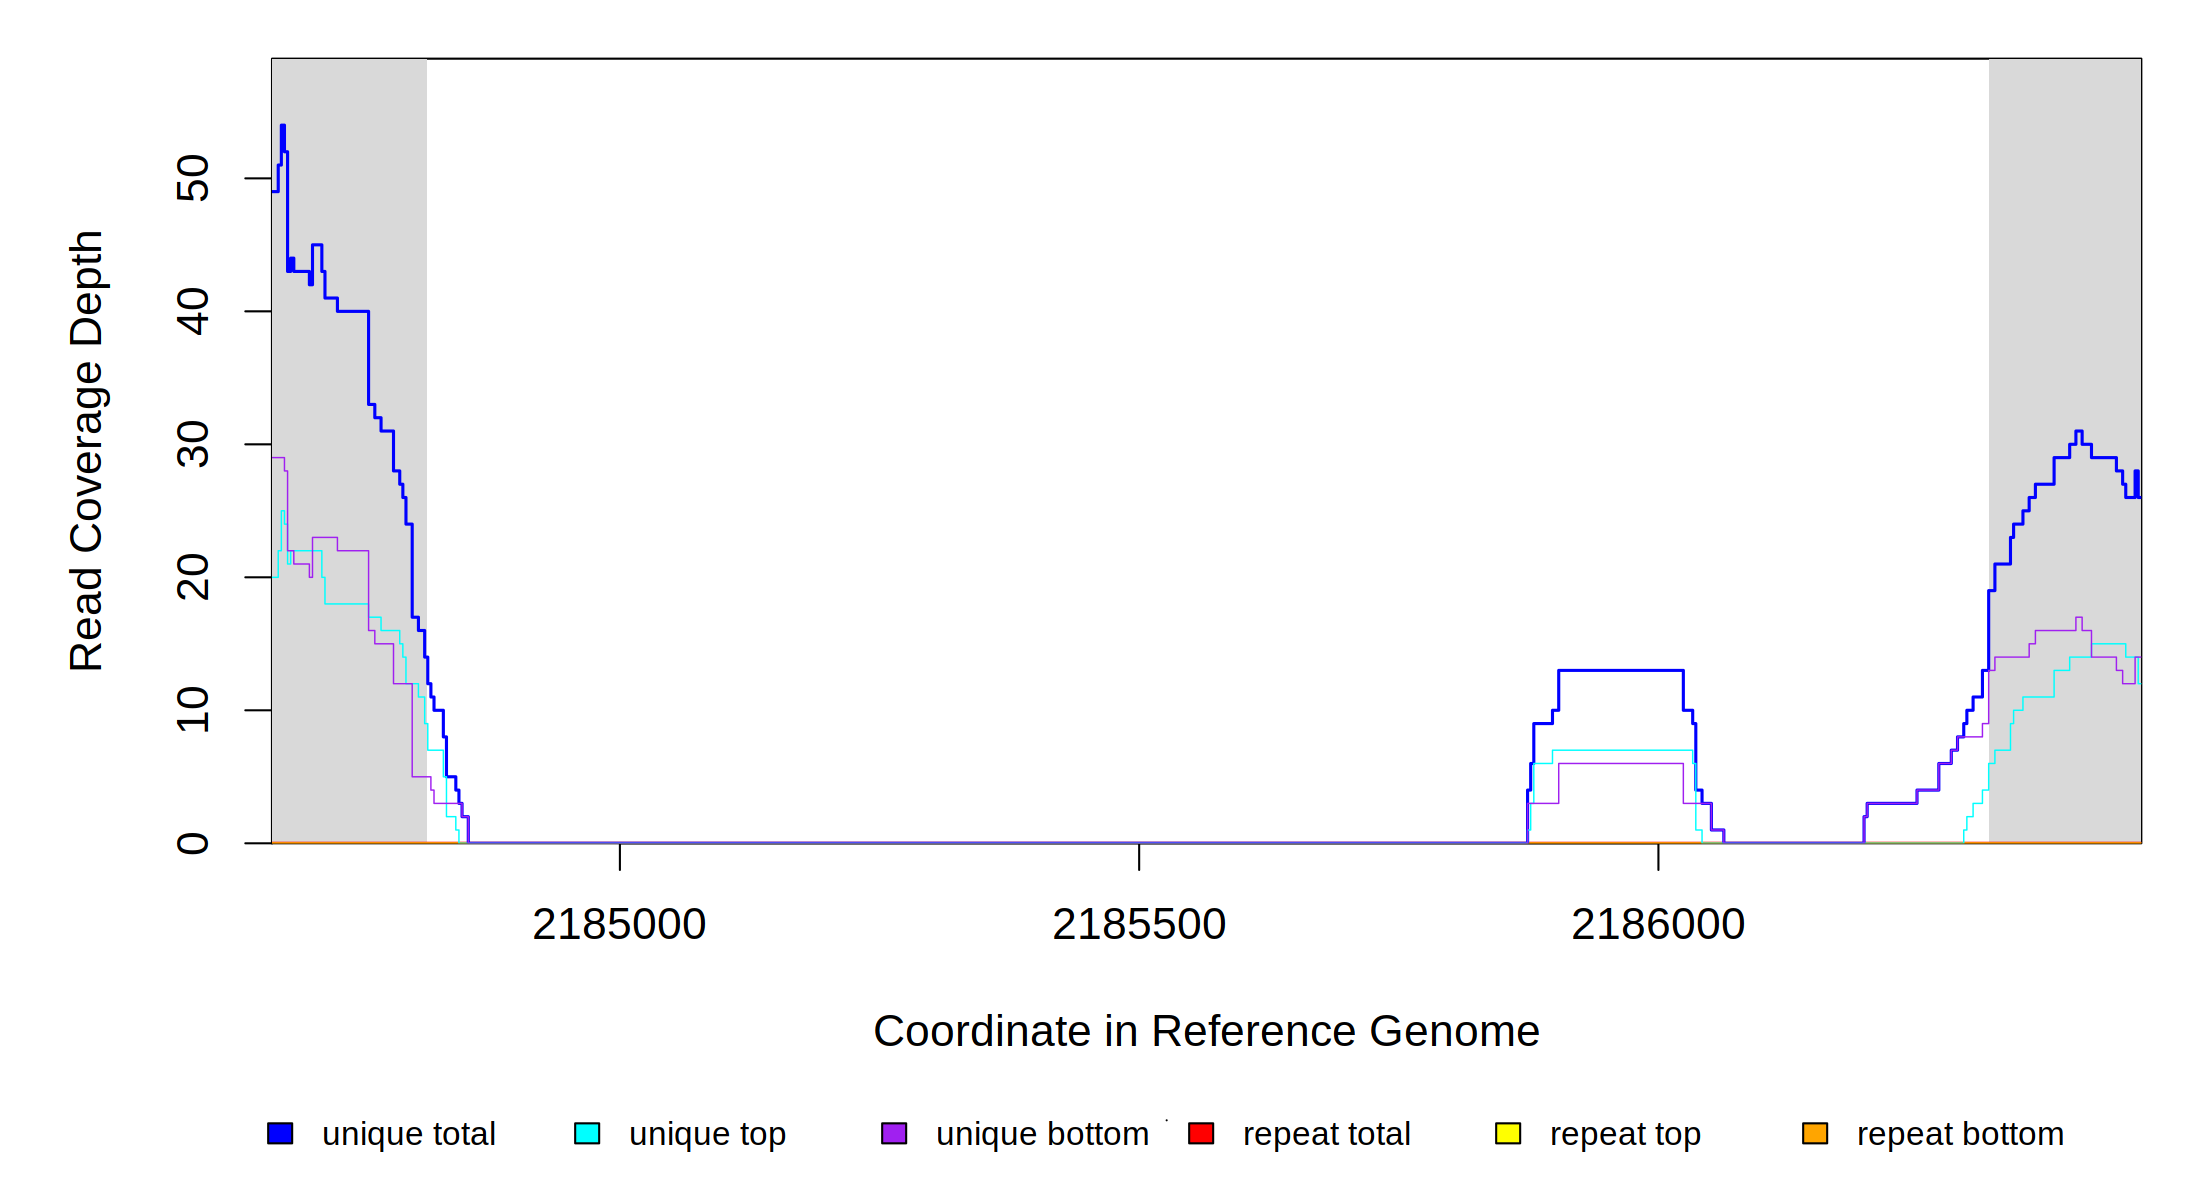 Read Coverage Depth
50
40
30
20
10
0
2185000 2185500 2186000
Coordinate in Reference Genome
unique total unique top unique bottom repeat total repeat top repeat bottom